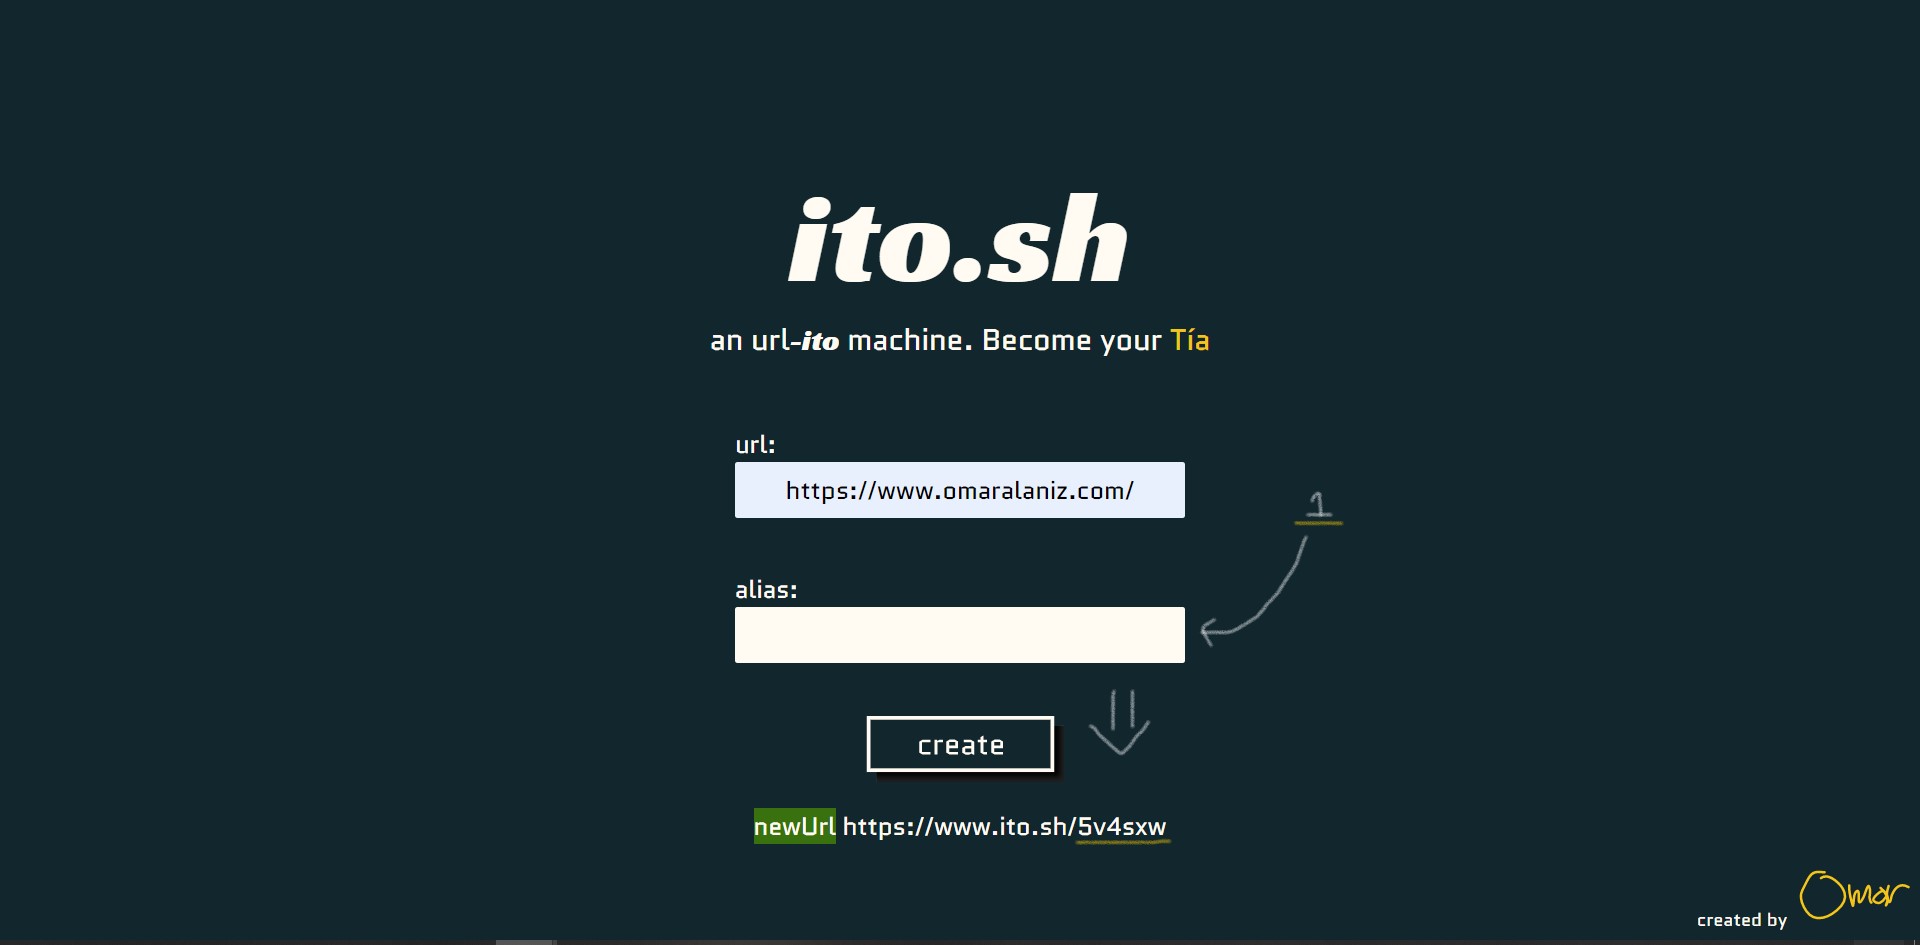 ito.sh
an url-ito machine. Become your Tía
url:
https://www.omaralaniz.com/
1
alias:
create
newUrl https://www.ito.sh/5v4sxw
created by Omar